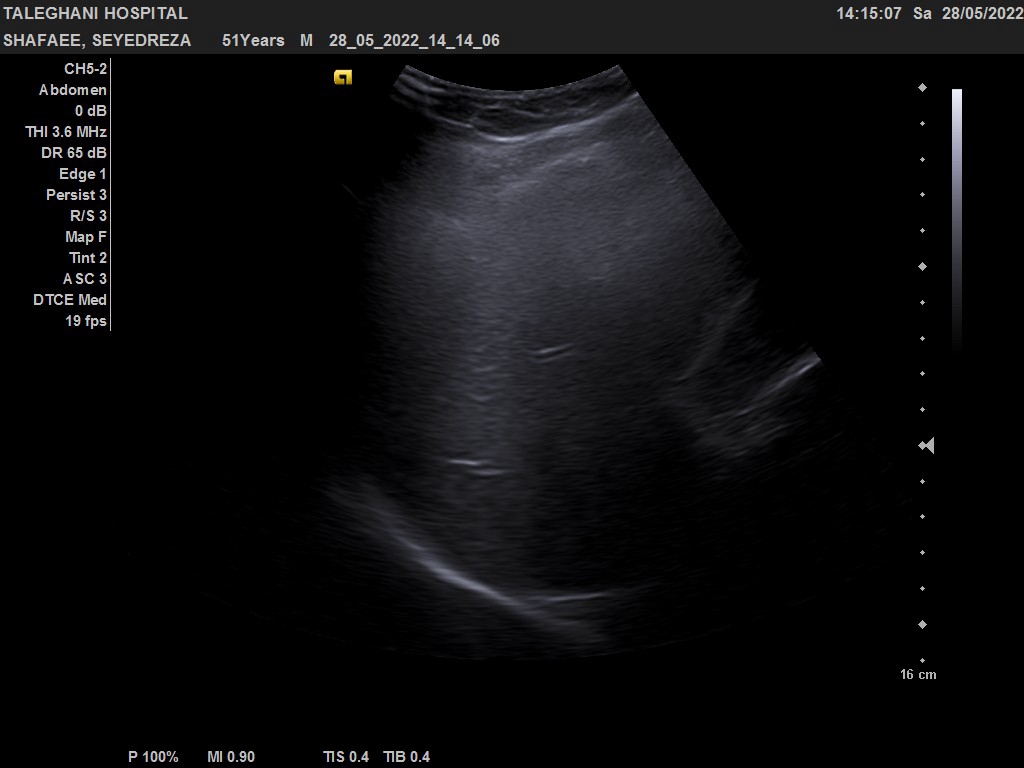 TALEGHANI HOSPITAL 14:15:07 Sa 28/05/2022
SHAFAEE, SEYEDREZA 51Years M 28_05_2022_14_14_06
CH5-2
Abdomen
0 dB
THI 3.6 MHz
DR 65 dB
Edge 1
Persist 3
R/S 3
Map F
Tint 2
ASC 3
DTCE Med
19 fps
16 cm
P 100% MI 0.90 TIS 0.4 TIB 0.4